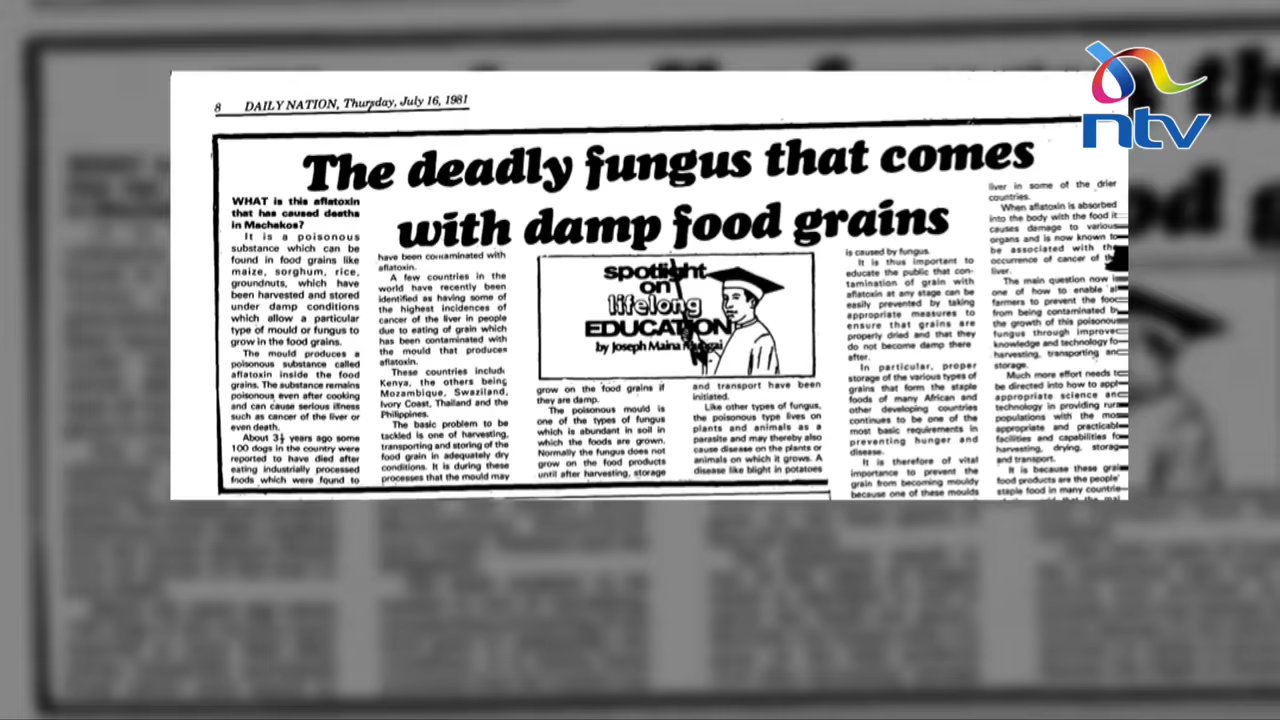 ntv
8 DAILY NATION, Thursday, July 16, 1981
The deadly fungus that comes
with damp food grains
WHAT is this aflatoxin
that has caused deaths
in Machakos?
It is a poisonous
substance which can be
found in food grains like
maize, sorghum, rice,
groundnuts, which have
been harvested and stored
under damp conditions
which allow a particular
type of mould or fungus to
grow in the food grains.
The mould produces a
poisonous substance called
aflatoxin inside the food
grains. The substance remains
poisonous even after cooking
and can cause serious illness
such as cancer of the liver or
even death.
About 3½ years ago some
100 dogs in the country were
reported to have died after
eating industrially processed
foods which were found to
have been contaminated with
aflatoxin.
A few countries in the
world have recently been
identified as having some of
the highest incidences of
cancer of the liver in people
due to eating of grain which
has been contaminated with
the mould that produces
aflatoxin.
These countries
Kenya, the others being
Mozambique, Swaziland,
Ivory Coast, Thailand and the
Philippines.
The basic problem to be
tackled is one of harvesting,
transporting and storing of the
food grain in adequately dry
conditions. It is during these
processes that the mould may
spotlight
on
lifelong
EDUCATION
by Joseph Maina
grow on the food grains if
they are damp.
The poisonous mould is
one of the types of fungus
which is abundant in soil in
which the foods are grown.
Normally the fungus does not
grow on the food products
until after harvesting, storage
and transport have been
initiated.
Like other types of fungus,
the poisonous type lives on
plants and animals as a
parasite and may thereby also
cause disease on the plants or
animals on which it grows. A
disease like blight in potatoes
is caused by fungus.
It is thus important to
educate the public that con-
tamination of grain with
aflatoxin at any stage can be
easily prevented by taking
appropriate measures to
ensure that grains are
properly dried and that they
do not become damp there
after.
In particular, proper
storage of the various types of
grains that form the staple
foods of many African and
other developing countries
continues to be one of the
most basic requirements in
preventing hunger and
disease.
It is therefore of vital
importance to prevent the
grain from becoming mouldy
because one of these moulds
liver in some of the drier
countries.
When aflatoxin is absorbed
into the body with the food it
causes damage to various
organs and is now known to
be associated with the
occurrence of cancer of the
liver.
The main question now is
one of how to enable
farmers to prevent the
from being contaminated by
the growth of this poisonous
fungus through
knowledge and technology
harvesting, transporting
storage.
Much more effort needs
be directed into how to
appropriate science
technology in providing
populations with the
appropriate and
facilities and capabilities
harvesting, drying,
and transport.
It is because these
food products are the people'
staple food in many